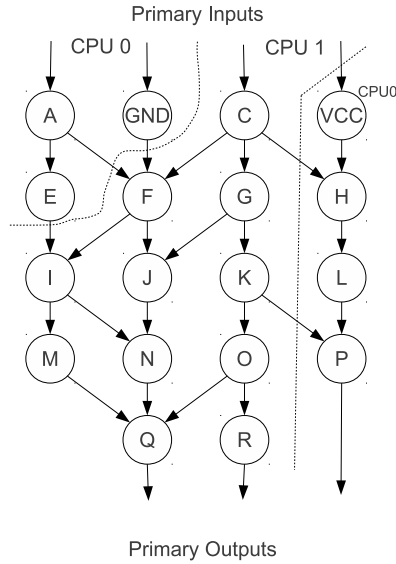 Primary Inputs
CPU 0
CPU 1
CPU0
A
GND
C
VCC
E
F
G
H
I
J
K
L
M
N
O
P
Q
R
Primary Outputs